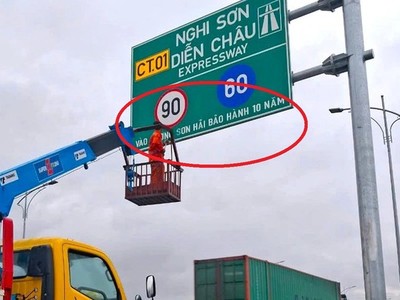 NGHI SƠN
CT.01
DIỄN CHÂU
EXPRESSWAY
90
60
SƠN HẢI BẢO HÀNH 10 NĂM